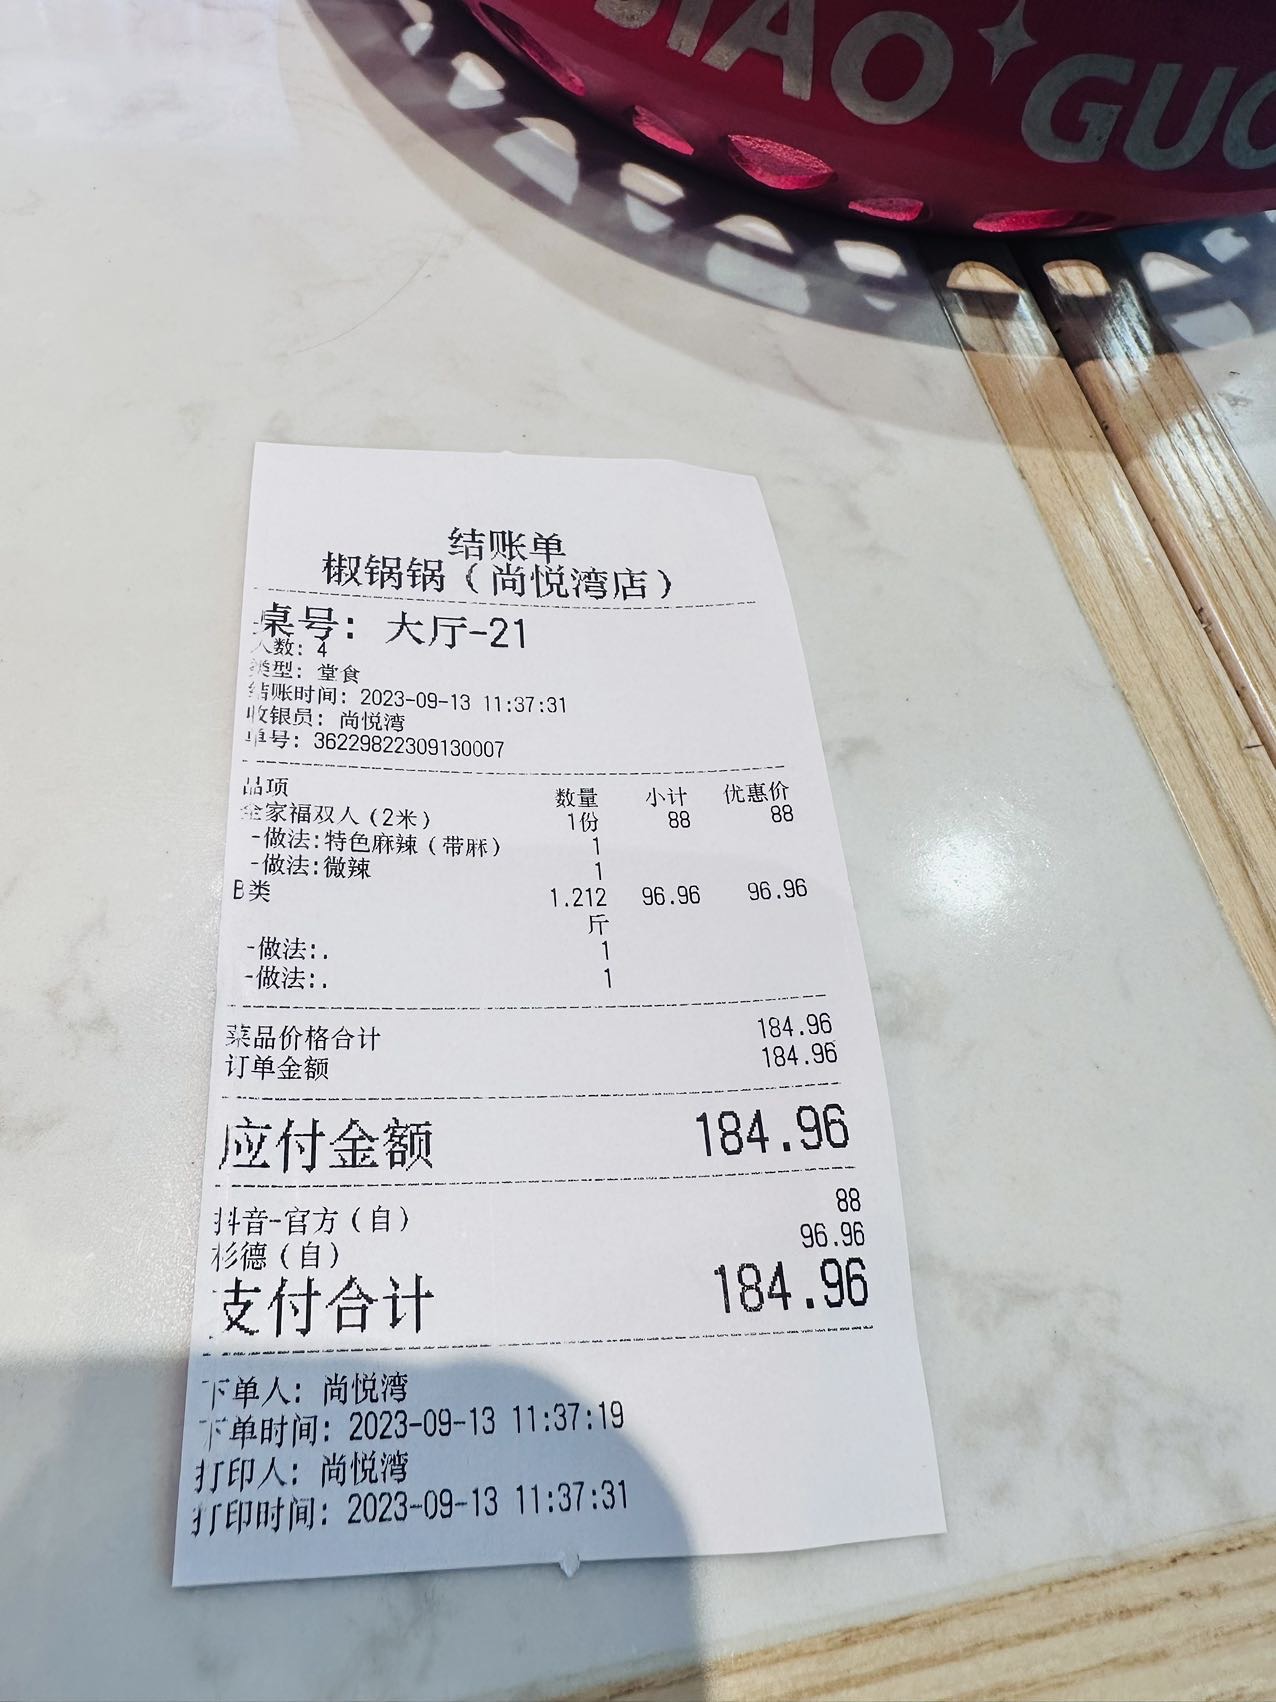 JIAO GUO
结账单
椒锅锅（尚悦湾店）
桌号：大厅-21
人数：4
类型：堂食
结账时间：2023-09-13 11:37:31
收银员：尚悦湾
单号：36229822309130007
品项 数量 小计 优惠价
全家福双人（2米） 1份 88 88
-做法:特色麻辣（带麻） 1
-做法:微辣 1
B类 1.212 96.96 96.96
斤
-做法:. 1
-做法:. 1
菜品价格合计 184.96
订单金额 184.96
应付金额 184.96
抖音-官方（自） 88
杉德（自） 96.96
支付合计 184.96
下单人：尚悦湾
下单时间：2023-09-13 11:37:19
打印人：尚悦湾
打印时间：2023-09-13 11:37:31